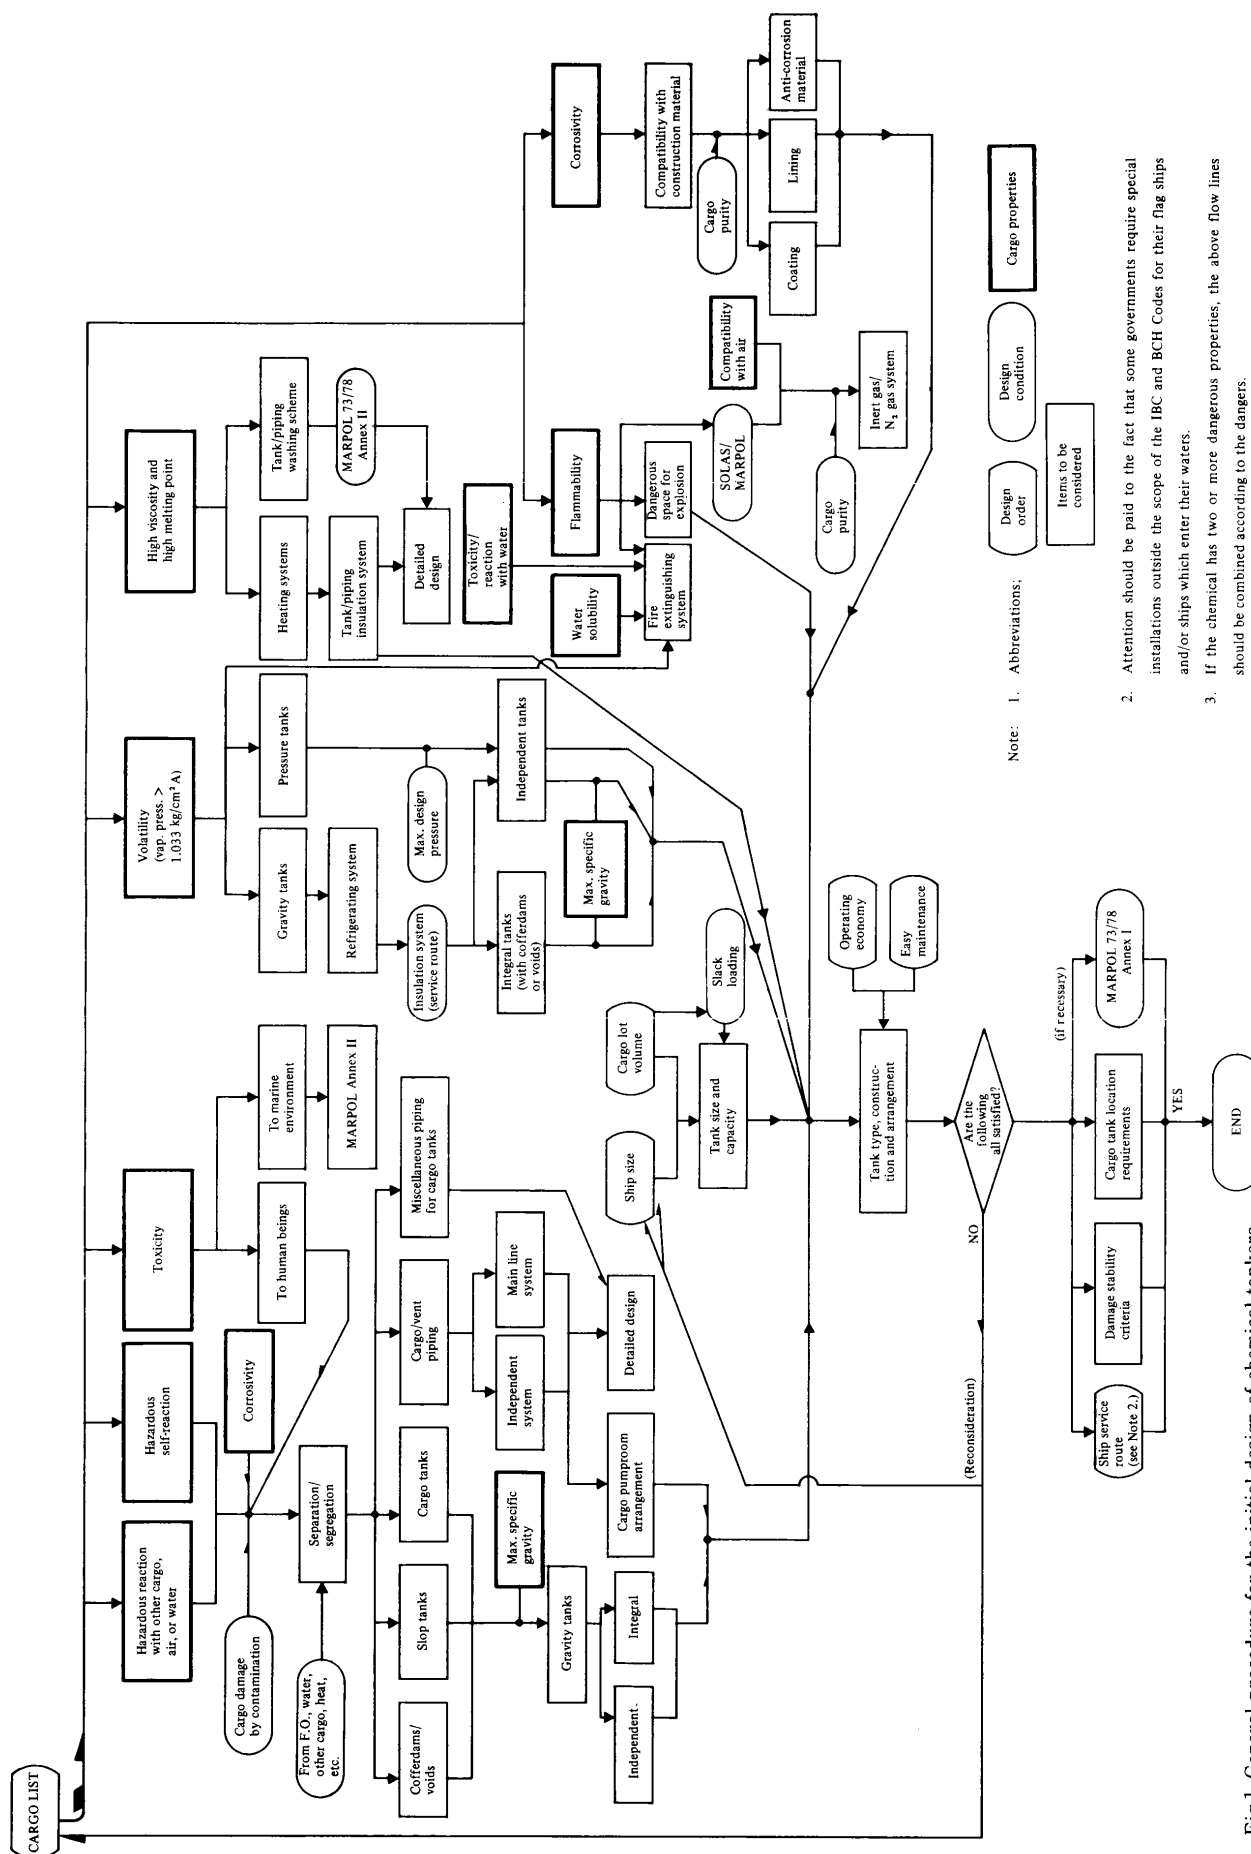 CARGO LIST
Hazardous reaction
with other cargo,
air, or water
Hazardous
self-reaction
Toxicity
Volatility
(vap. press. >
1.033 kg/cm² A)
High viscosity and
high melting point
Cargo damage
by contamination
Corrosivity
To human beings
To marine
environment
Gravity tanks
Pressure tanks
Heating systems
Tank/piping
washing scheme
From F.O., water,
other cargo, heat,
etc.
Separation/
segregation
MARPOL Annex II
Refrigerating system
Tank/piping
insulation system
MARPOL 73/78
Annex II
Cofferdams/
voids
Slop tanks
Cargo tanks
Cargo/vent
piping
Miscellaneous piping
for cargo tanks
Insulation system
(service route)
Max. design
pressure
Detailed
design
Max. specific
gravity
Independent
system
Main line
system
Integral tanks
(with cofferdams
or voids)
Independent tanks
Toxicity/
reaction
with water
Gravity tanks
Max. specific
gravity
Water
solubility
Flammability
Corrosivity
Independent.
Integral
Cargo pumproom
arrangement
Detailed design
Ship size
Cargo lot
volume
Fire
extinguishing
system
Dangerous
space for
explosion
Compatibility with
construction material
Tank size and
capacity
Slack
loading
SOLAS/
MARPOL
Compatibility
with air
Cargo
purity
Coating
Lining
Anti-corrosion
material
Cargo
purity
Inert gas/
N₂ gas system
Tank type, construc-
tion and arrangement
Operating
economy
Easy
maintenance
(Reconsideration)
NO
Are the
following
all satisfied?
(if necessary)
Ship service
route
(see Note 2.)
Damage stability
criteria
Cargo tank location
requirements
MARPOL 73/78
Annex I
YES
END
Note: 1. Abbreviations;
Design
order
Design
condition
Cargo properties
Items to be
considered
2. Attention should be paid to the fact that some governments require special
installations outside the scope of the IBC and BCH Codes for their flag ships
and/or ships which enter their waters.
3. If the chemical has two or more dangerous properties, the above flow lines
should be combined according to the dangers.
Fig.1 General procedure for the initial design of chemical tankers